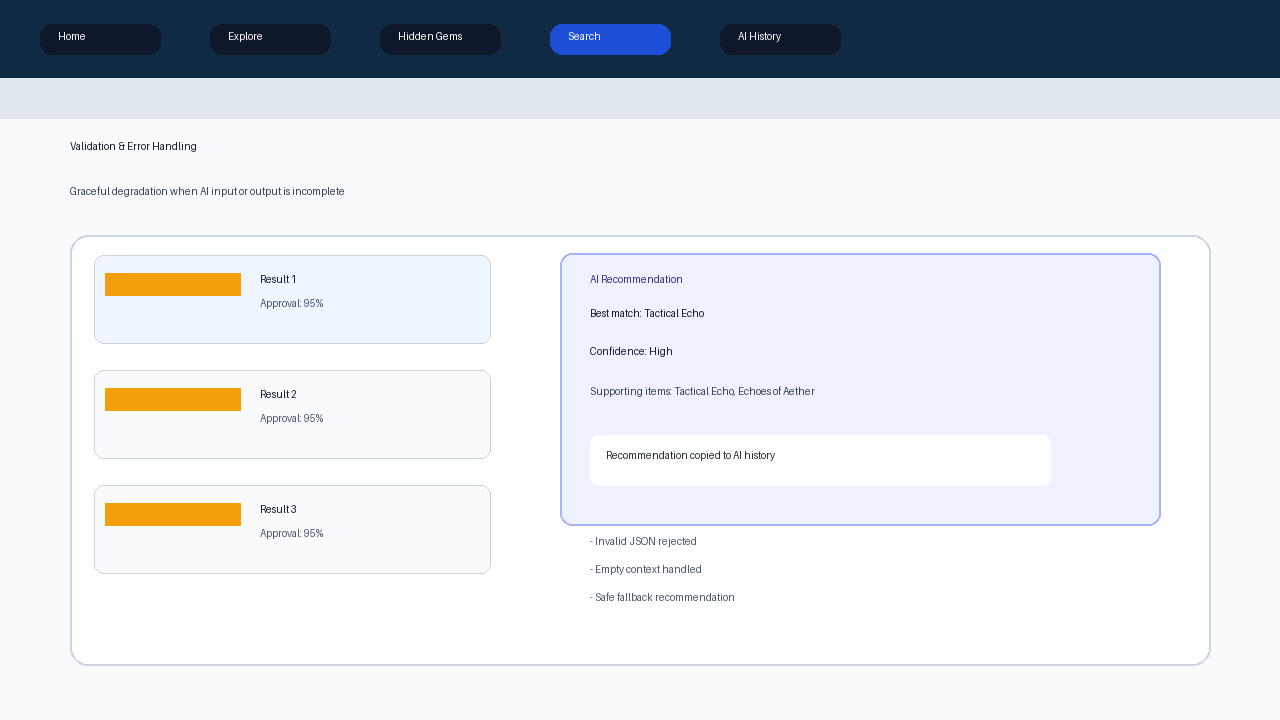 Home
Explore
Hidden Gems
Search
AI History
Validation & Error Handling
Graceful degradation when AI input or output is incomplete
Result 1
Approval: 95%
Result 2
Approval: 95%
Result 3
Approval: 95%
AI Recommendation
Best match: Tactical Echo
Confidence: High
Supporting items: Tactical Echo, Echoes of Aether
Recommendation copied to AI history
- Invalid JSON rejected
- Empty context handled
- Safe fallback recommendation